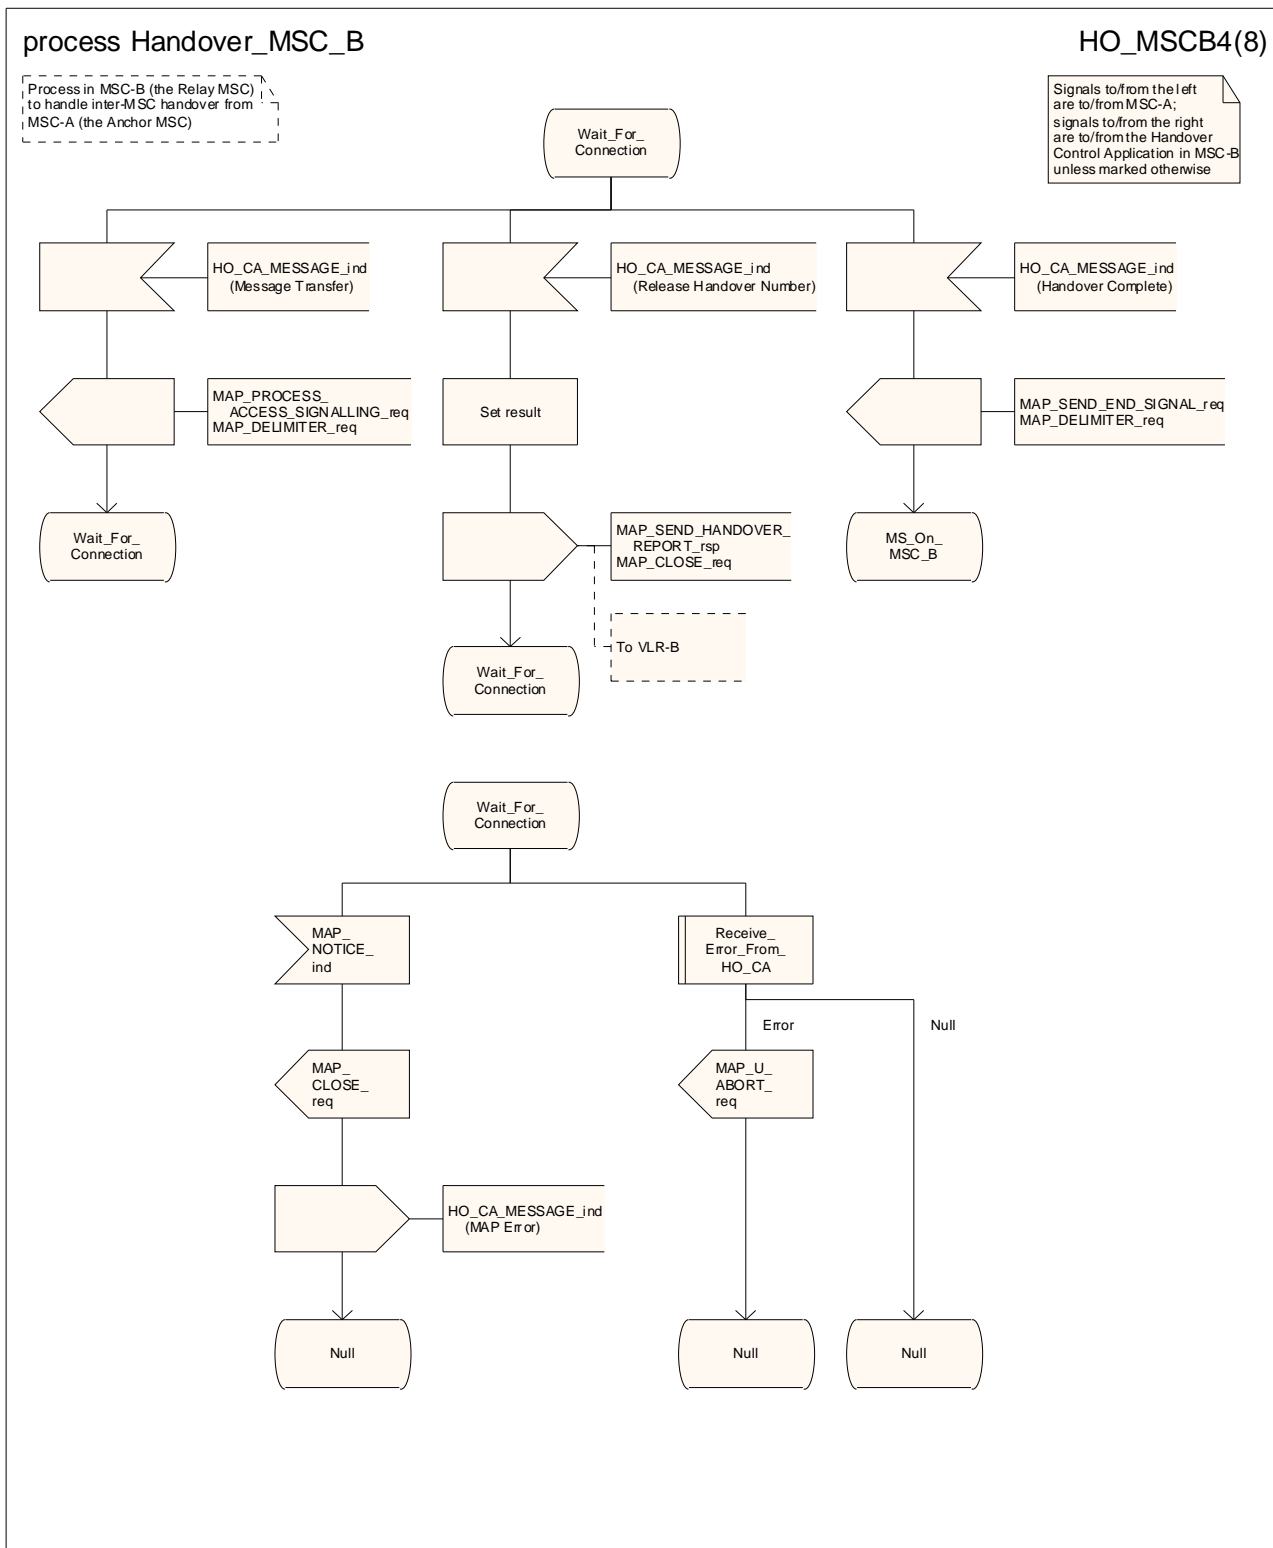 process Handover_MSC_B
HO_MSCB4(8)
Process in MSC-B (the Relay MSC)
to handle inter-MSC handover from
MSC-A (the Anchor MSC)
Signals to/from the left
are to/from MSC-A;
signals to/from the right
are to/from the Handover
Control Application in MSC-B
unless marked otherwise
Wait_For_
Connection
HO_CA_MESSAGE_ind
(Message Transfer)
HO_CA_MESSAGE_ind
(Release Handover Number)
HO_CA_MESSAGE_ind
(Handover Complete)
MAP_PROCESS_
ACCESS_SIGNALLING_req
MAP_DELIMITER_req
Set result
MAP_SEND_END_SIGNAL_req
MAP_DELIMITER_req
Wait_For_
Connection
MAP_SEND_HANDOVER_
REPORT_rsp
MAP_CLOSE_req
MS_On_
MSC_B
To VLR-B
Wait_For_
Connection
Wait_For_
Connection
MAP_
NOTICE_
ind
Receive_
Error_From_
HO_CA
Error
Null
MAP_
CLOSE_
req
MAP_U_
ABORT_
req
HO_CA_MESSAGE_ind
(MAP Error)
Null
Null
Null